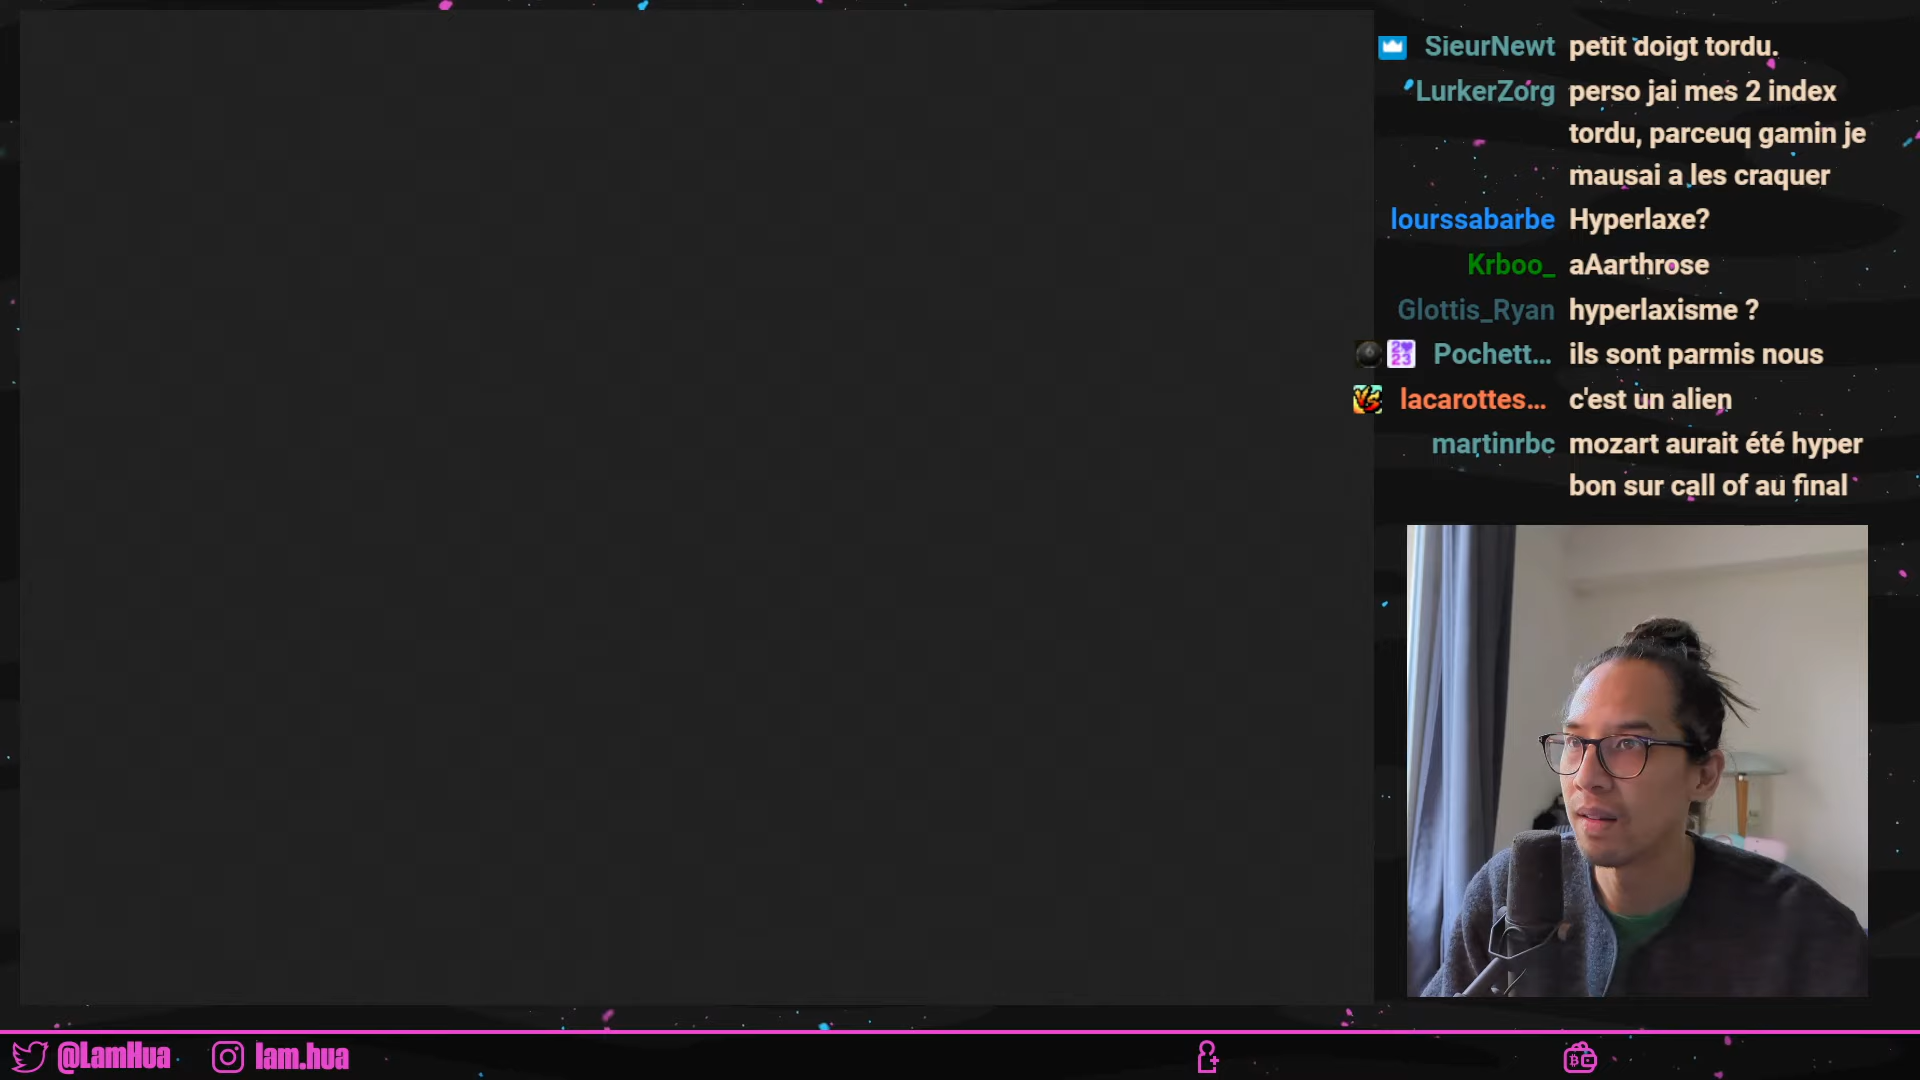 SieurNewt petit doigt tordu.
LurkerZorg perso jai mes 2 index
tordu, parceuq gamin je
mausai a les craquer
lourssabarbe Hyperlaxe?
Krboo_ aAarthrose
Glottis_Ryan hyperlaxisme ?
2023 Pochett... ils sont parmis nous
VS lacarottes... c'est un alien
martinrbc mozart aurait été hyper
bon sur call of au final
@LamHua lam.hua